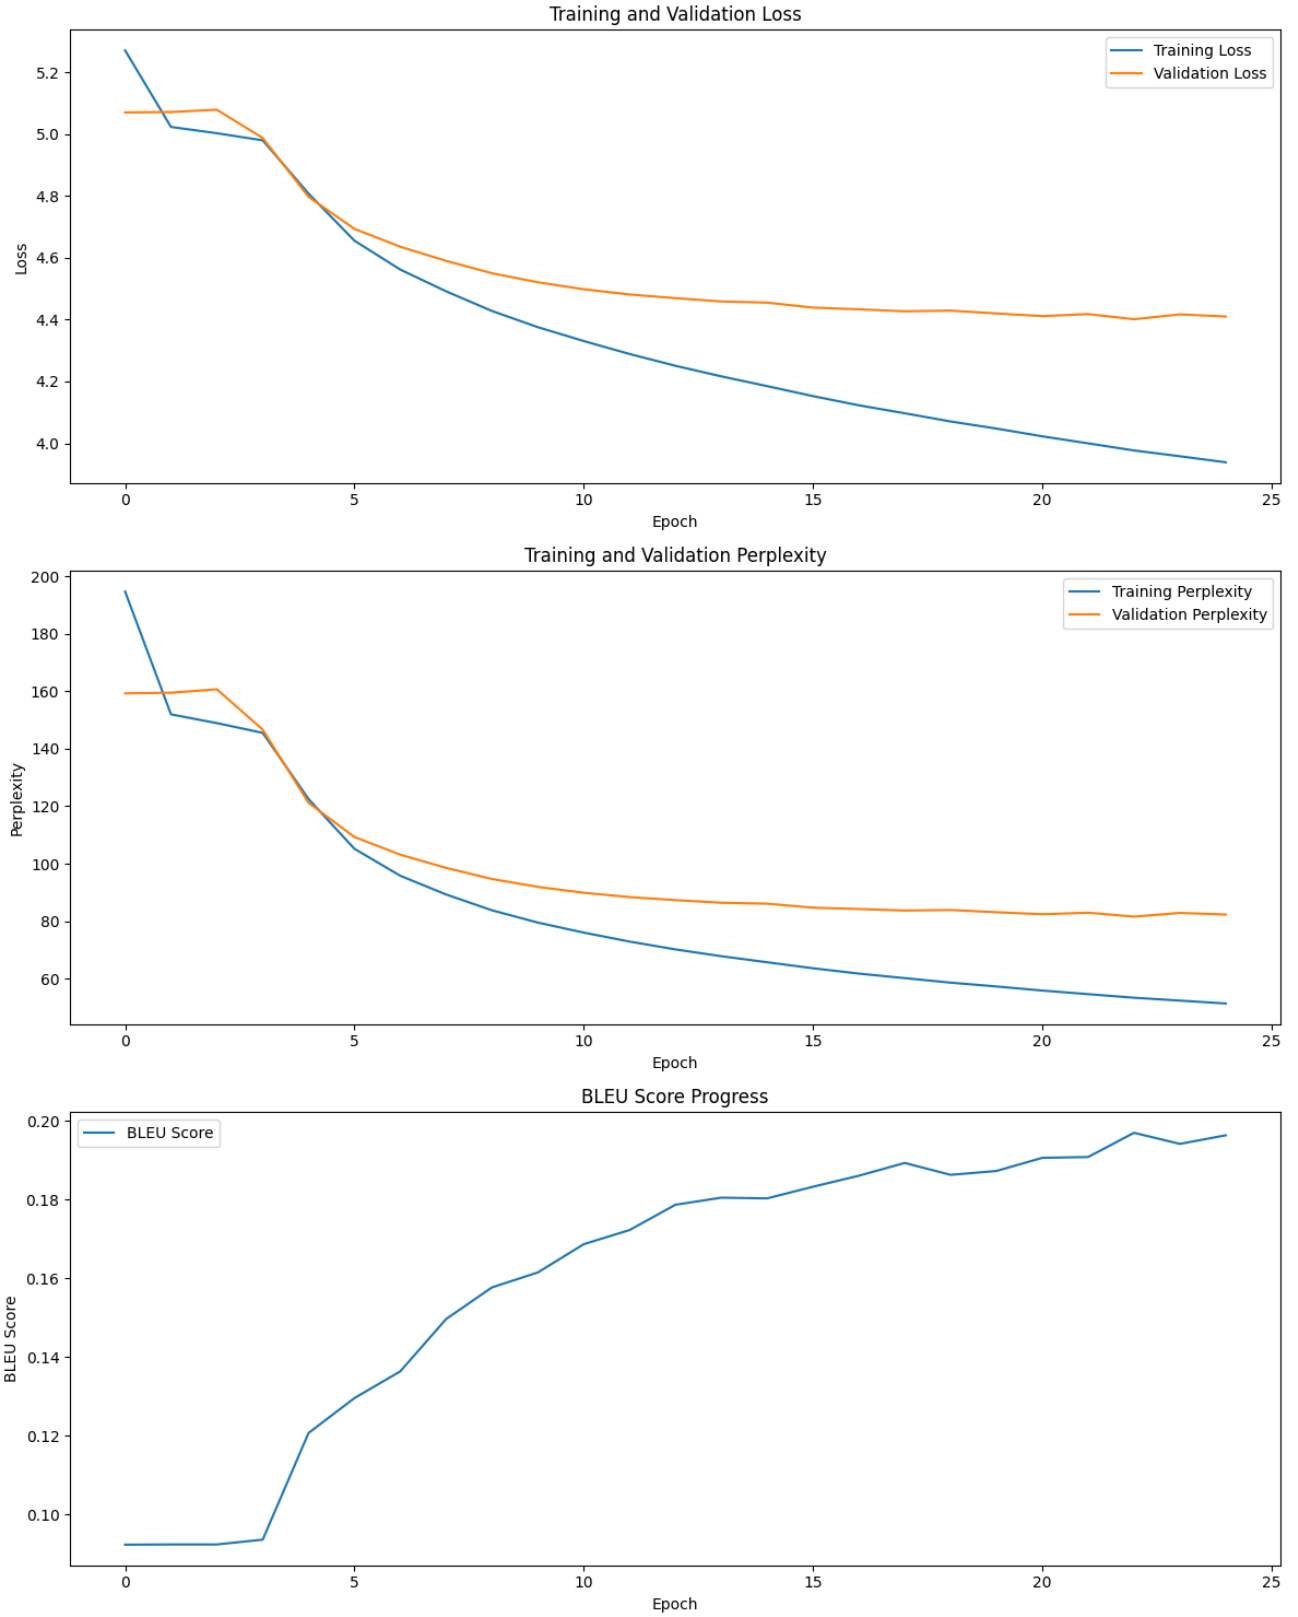 Training and Validation Loss
Training Loss
Validation Loss
5.2
5.0
4.8
4.6
4.4
4.2
4.0
Loss
0 5 10 15 20 25
Epoch
Training and Validation Perplexity
Training Perplexity
Validation Perplexity
200
180
160
140
120
100
80
60
Perplexity
0 5 10 15 20 25
Epoch
BLEU Score Progress
BLEU Score
0.20
0.18
0.16
0.14
0.12
0.10
BLEU Score
0 5 10 15 20 25
Epoch